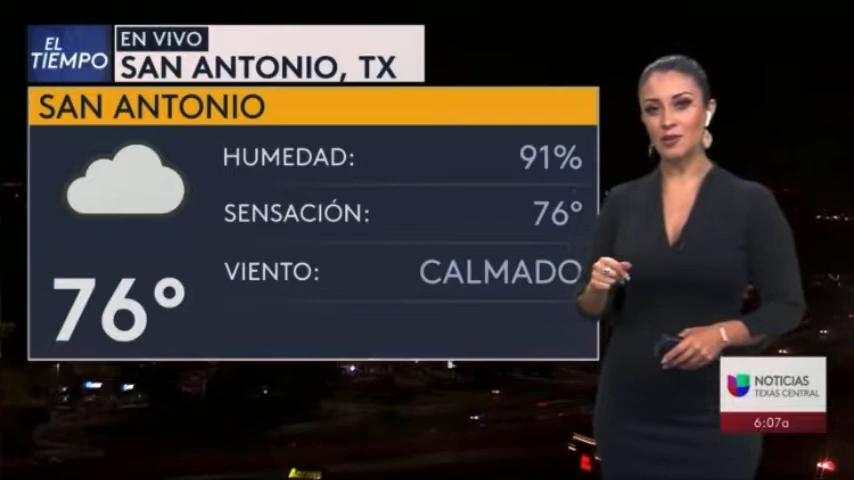 EL
TIEMPO
EN VIVO
SAN ANTONIO, TX
SAN ANTONIO
HUMEDAD: 91%
SENSACIÓN: 76°
VIENTO: CALMADO
76°
NOTICIAS
TEXAS CENTRAL
6:07a